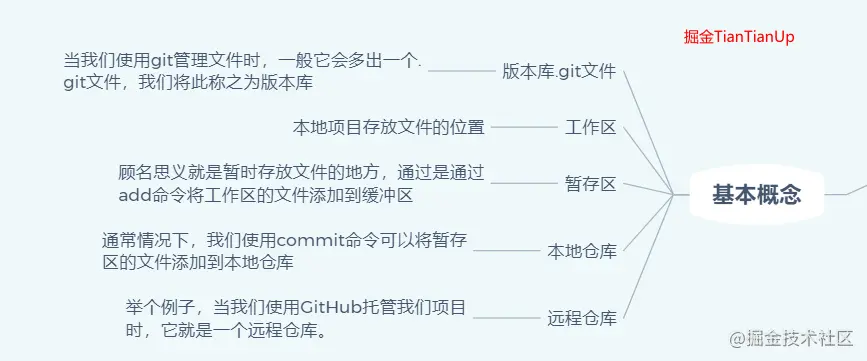 掘金TianTianUp
当我们使用git管理文件时，一般它会多出一个.
git文件，我们将此称之为版本库
版本库.git文件
本地项目存放文件的位置
工作区
顾名思义就是暂时存放文件的地方，通过是通过
add命令将工作区的文件添加到缓冲区
暂存区
基本概念
通常情况下，我们使用commit命令可以将暂存
区的文件添加到本地仓库
本地仓库
举个例子，当我们使用GitHub托管我们项目
时，它就是一个远程仓库。
远程仓库
@掘金技术社区